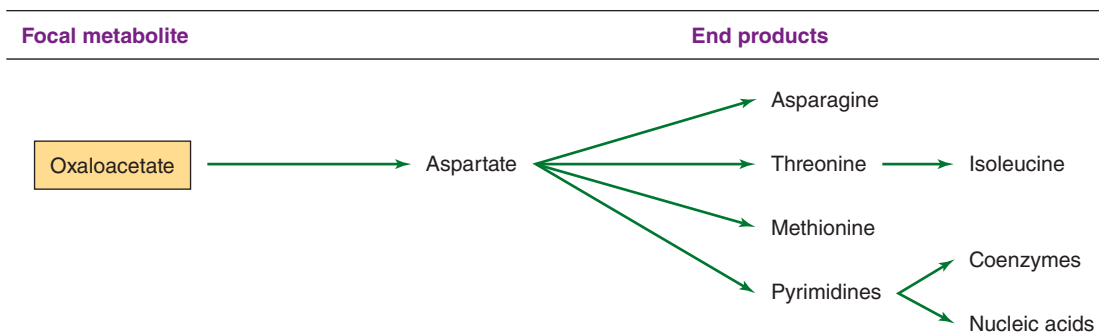 Focal metabolite
End products
Asparagine
Oxaloacetate
Aspartate
Threonine
Isoleucine
Methionine
Coenzymes
Pyrimidines
Nucleic acids